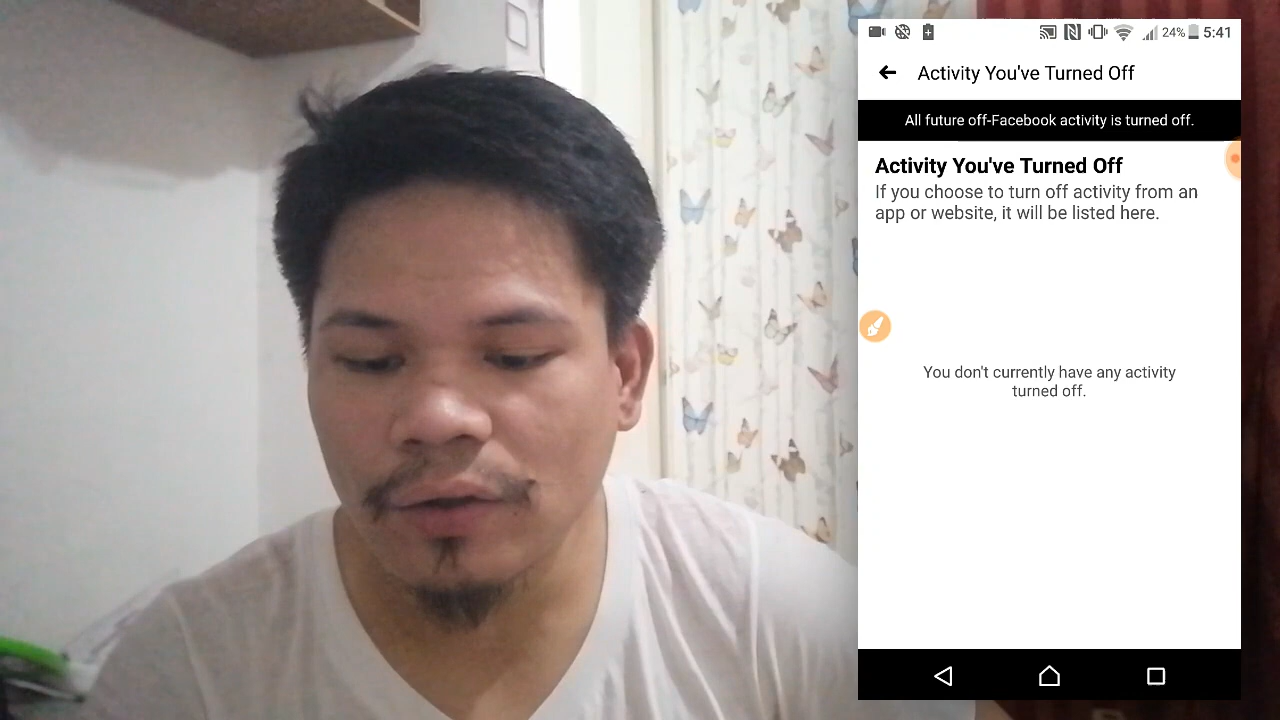 24% 5:41
Activity You've Turned Off
All future off-Facebook activity is turned off.
Activity You've Turned Off
If you choose to turn off activity from an
app or website, it will be listed here.
You don't currently have any activity
turned off.